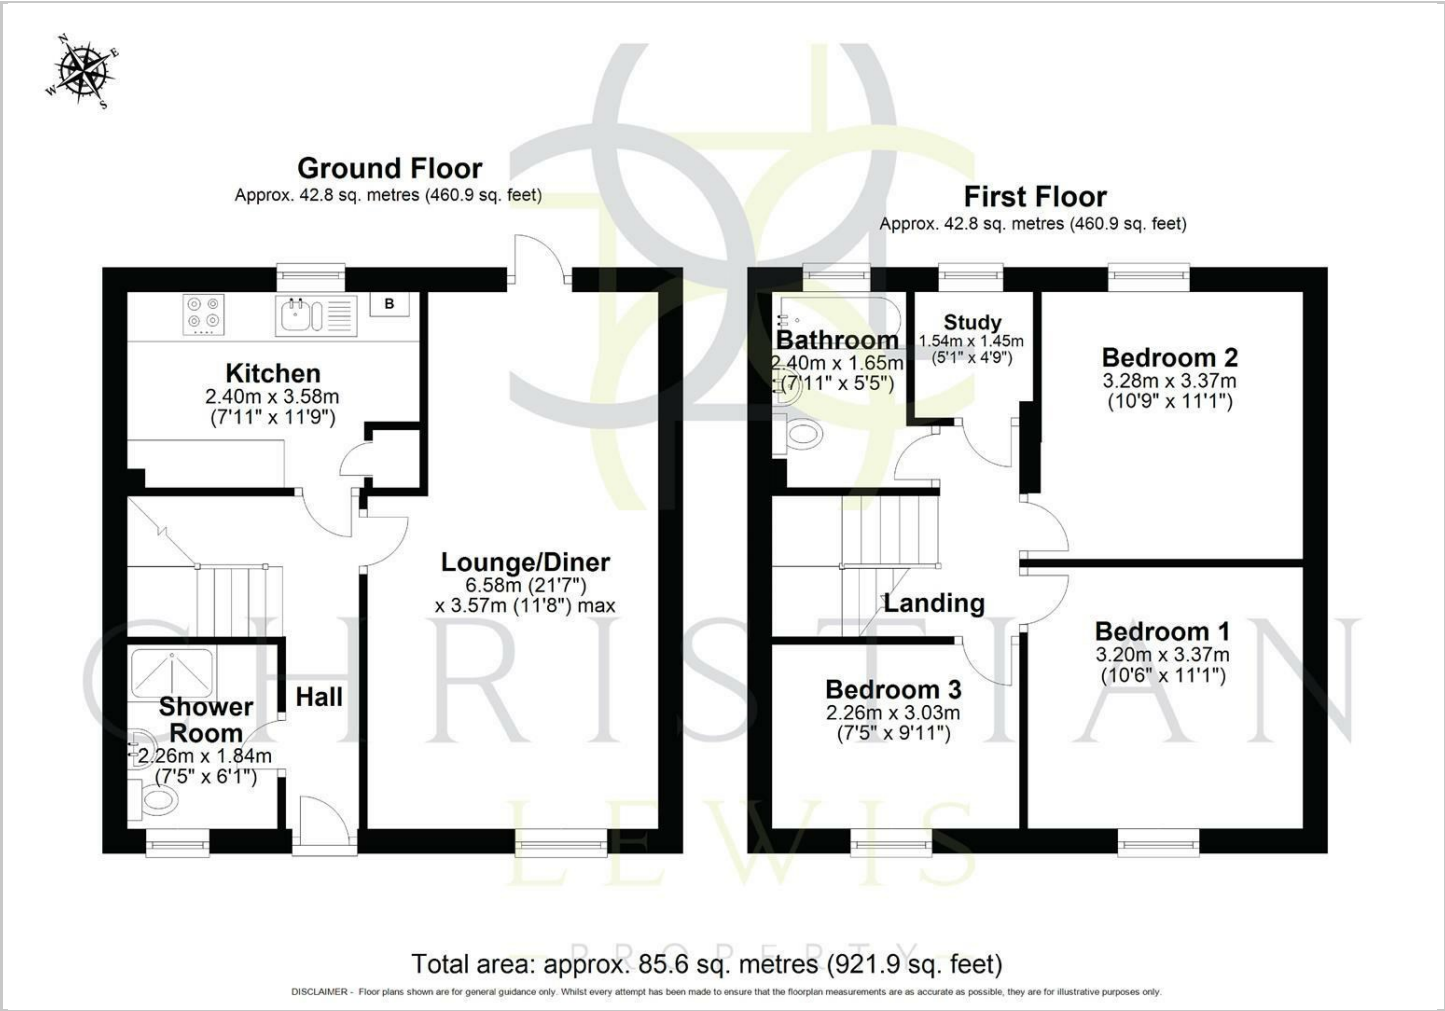 N
E
W
S
Ground Floor
Approx. 42.8 sq. metres (460.9 sq. feet)
B
Kitchen
2.40m x 3.58m
(7'11" x 11'9")
Lounge/Diner
6.58m (21'7")
x 3.57m (11'8") max
Hall
Shower
Room
2.26m x 1.84m
(7'5" x 6'1")
First Floor
Approx. 42.8 sq. metres (460.9 sq. feet)
Bathroom
2.40m x 1.65m
(7'11" x 5'5")
Study
1.54m x 1.45m
(5'1" x 4'9")
Bedroom 2
3.28m x 3.37m
(10'9" x 11'1")
Landing
Bedroom 1
3.20m x 3.37m
(10'6" x 11'1")
Bedroom 3
2.26m x 3.03m
(7'5" x 9'11")
CHRISTIAN
LEWIS
PROPERTY
Total area: approx. 85.6 sq. metres (921.9 sq. feet)
DISCLAIMER - Floor plans shown are for general guidance only. Whilst every attempt has been made to ensure that the floorplan measurements are as accurate as possible, they are for illustrative purposes only.